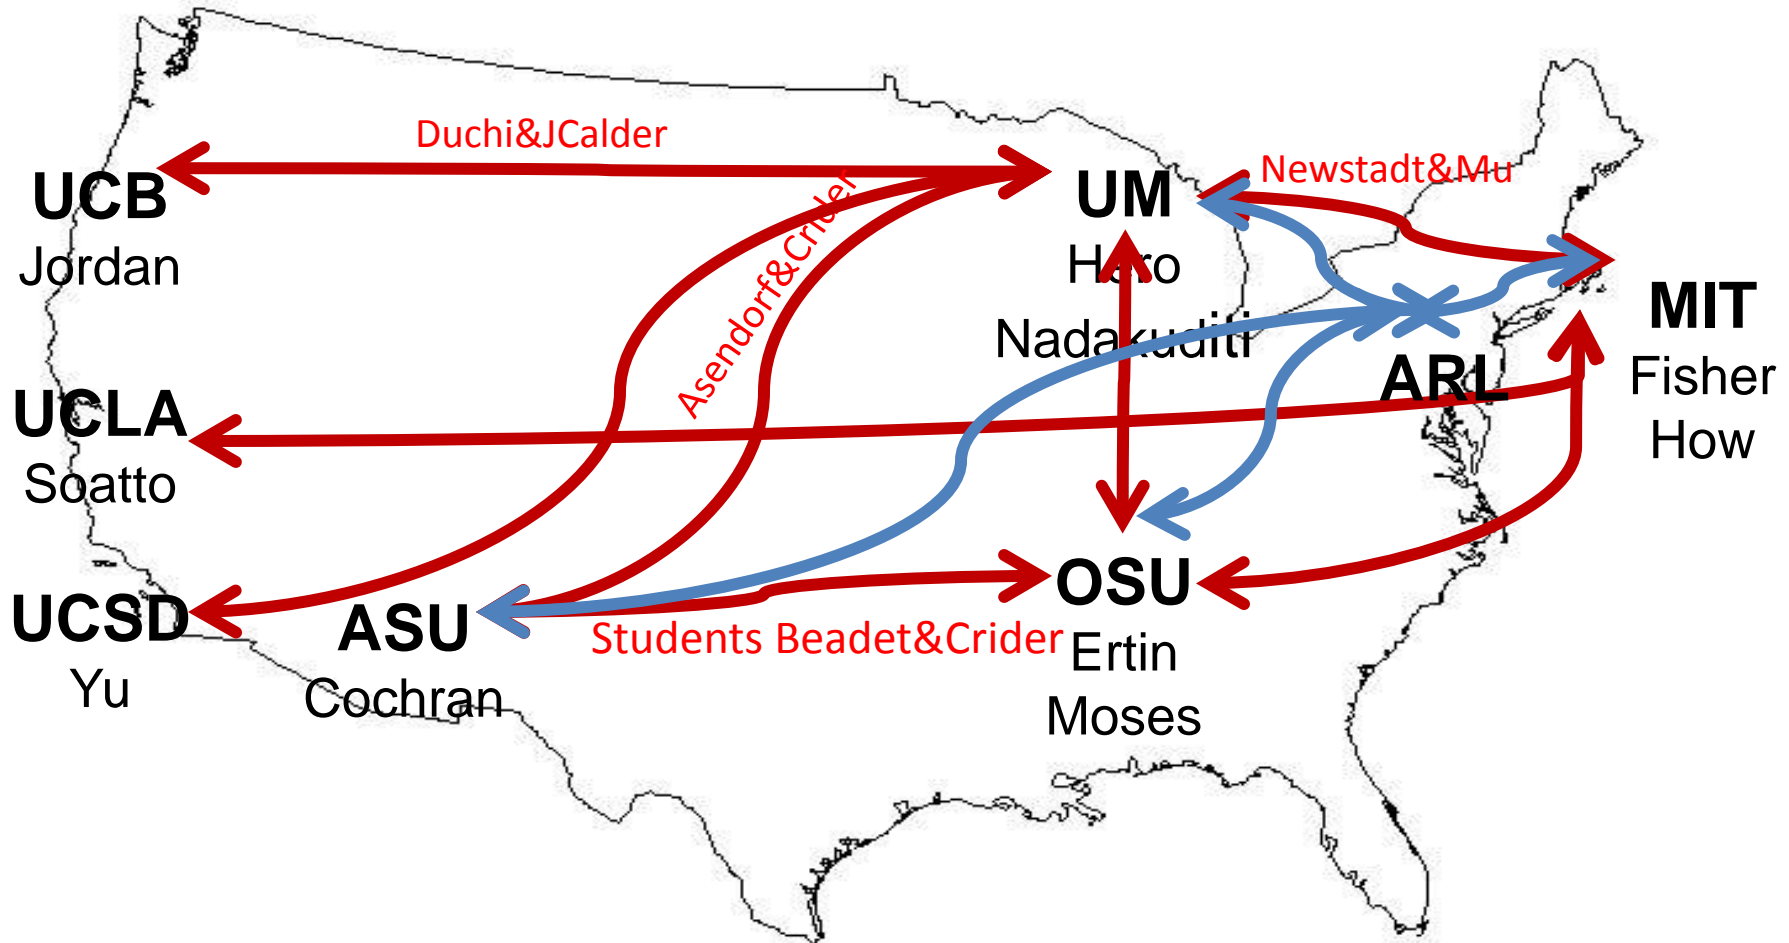 Duchi&JCalder
UCB
Jordan
UM
Hero
Nadakuditi
Newstadt&Mu
Asendorf&Crider
MIT
Fisher
How
ARL
UCLA
Soatto
UCSD
Yu
ASU
Cochran
Students Beadet&Crider
OSU
Ertin
Moses